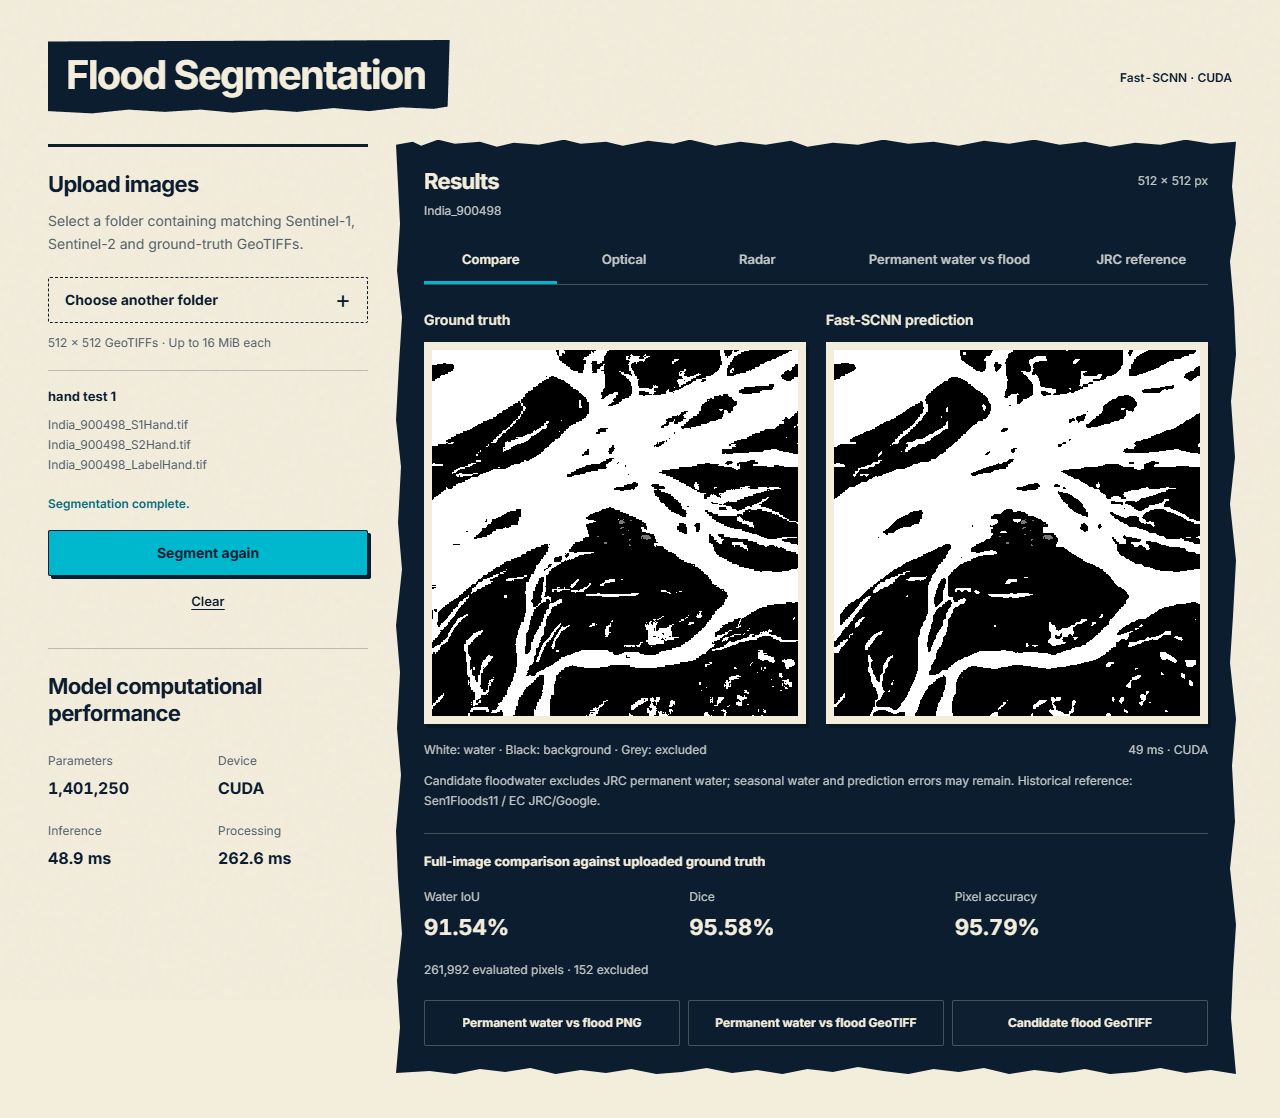 Flood Segmentation
Fast-SCNN · CUDA
Upload images
Select a folder containing matching Sentinel-1,
Sentinel-2 and ground-truth GeoTIFFs.
Choose another folder +
512 × 512 GeoTIFFs · Up to 16 MiB each
hand test 1
India_900498_S1Hand.tif
India_900498_S2Hand.tif
India_900498_LabelHand.tif
Segmentation complete.
Segment again
Clear
Model computational
performance
Parameters Device
1,401,250 CUDA
Inference Processing
48.9 ms 262.6 ms
Results 512 × 512 px
India_900498
Compare Optical Radar Permanent water vs flood JRC reference
Ground truth Fast-SCNN prediction
White: water · Black: background · Grey: excluded 49 ms · CUDA
Candidate floodwater excludes JRC permanent water; seasonal water and prediction errors may remain. Historical reference:
Sen1Floods11 / EC JRC/Google.
Full-image comparison against uploaded ground truth
Water IoU Dice Pixel accuracy
91.54% 95.58% 95.79%
261,992 evaluated pixels · 152 excluded
Permanent water vs flood PNG Permanent water vs flood GeoTIFF Candidate flood GeoTIFF